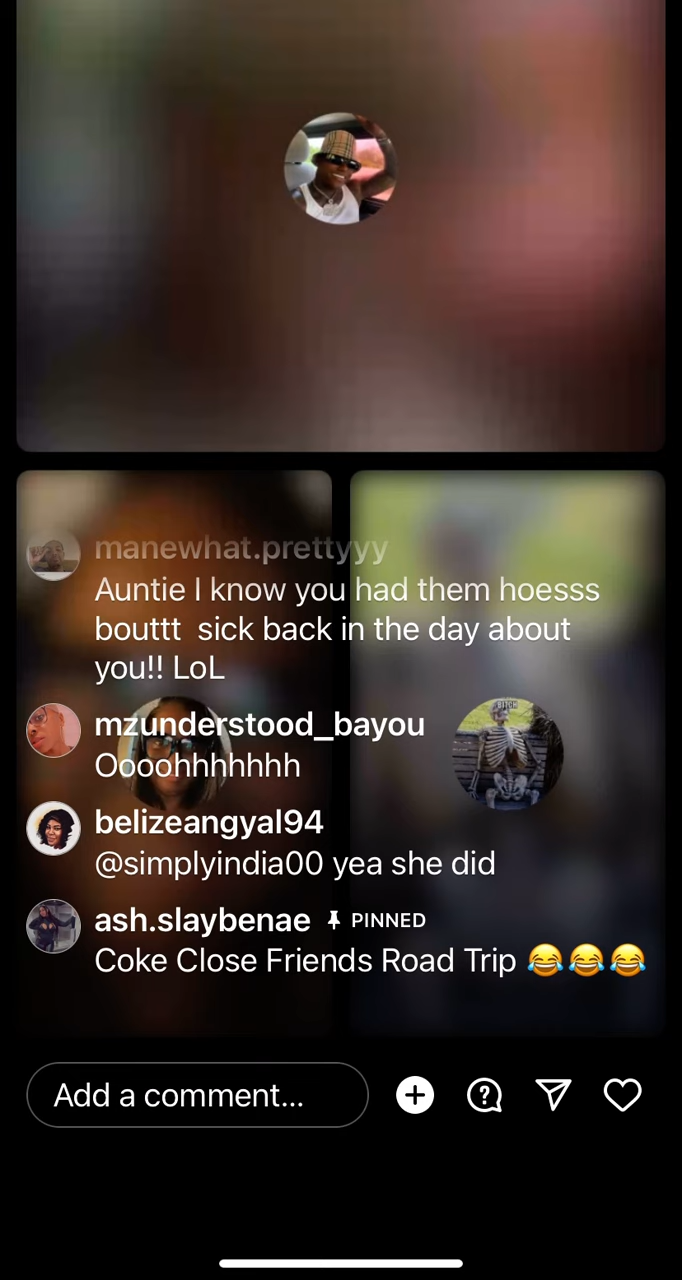 manewhat.prettyyy
Auntie I know you had them hoesss
bouttt  sick back in the day about
you!! LoL
BITCH
mzunderstood_bayou
Oooohhhhhhh
belizeangyal94
@simplyindia00 yea she did
ash.slaybenae PINNED
Coke Close Friends Road Trip 😂😂😂
Add a comment...